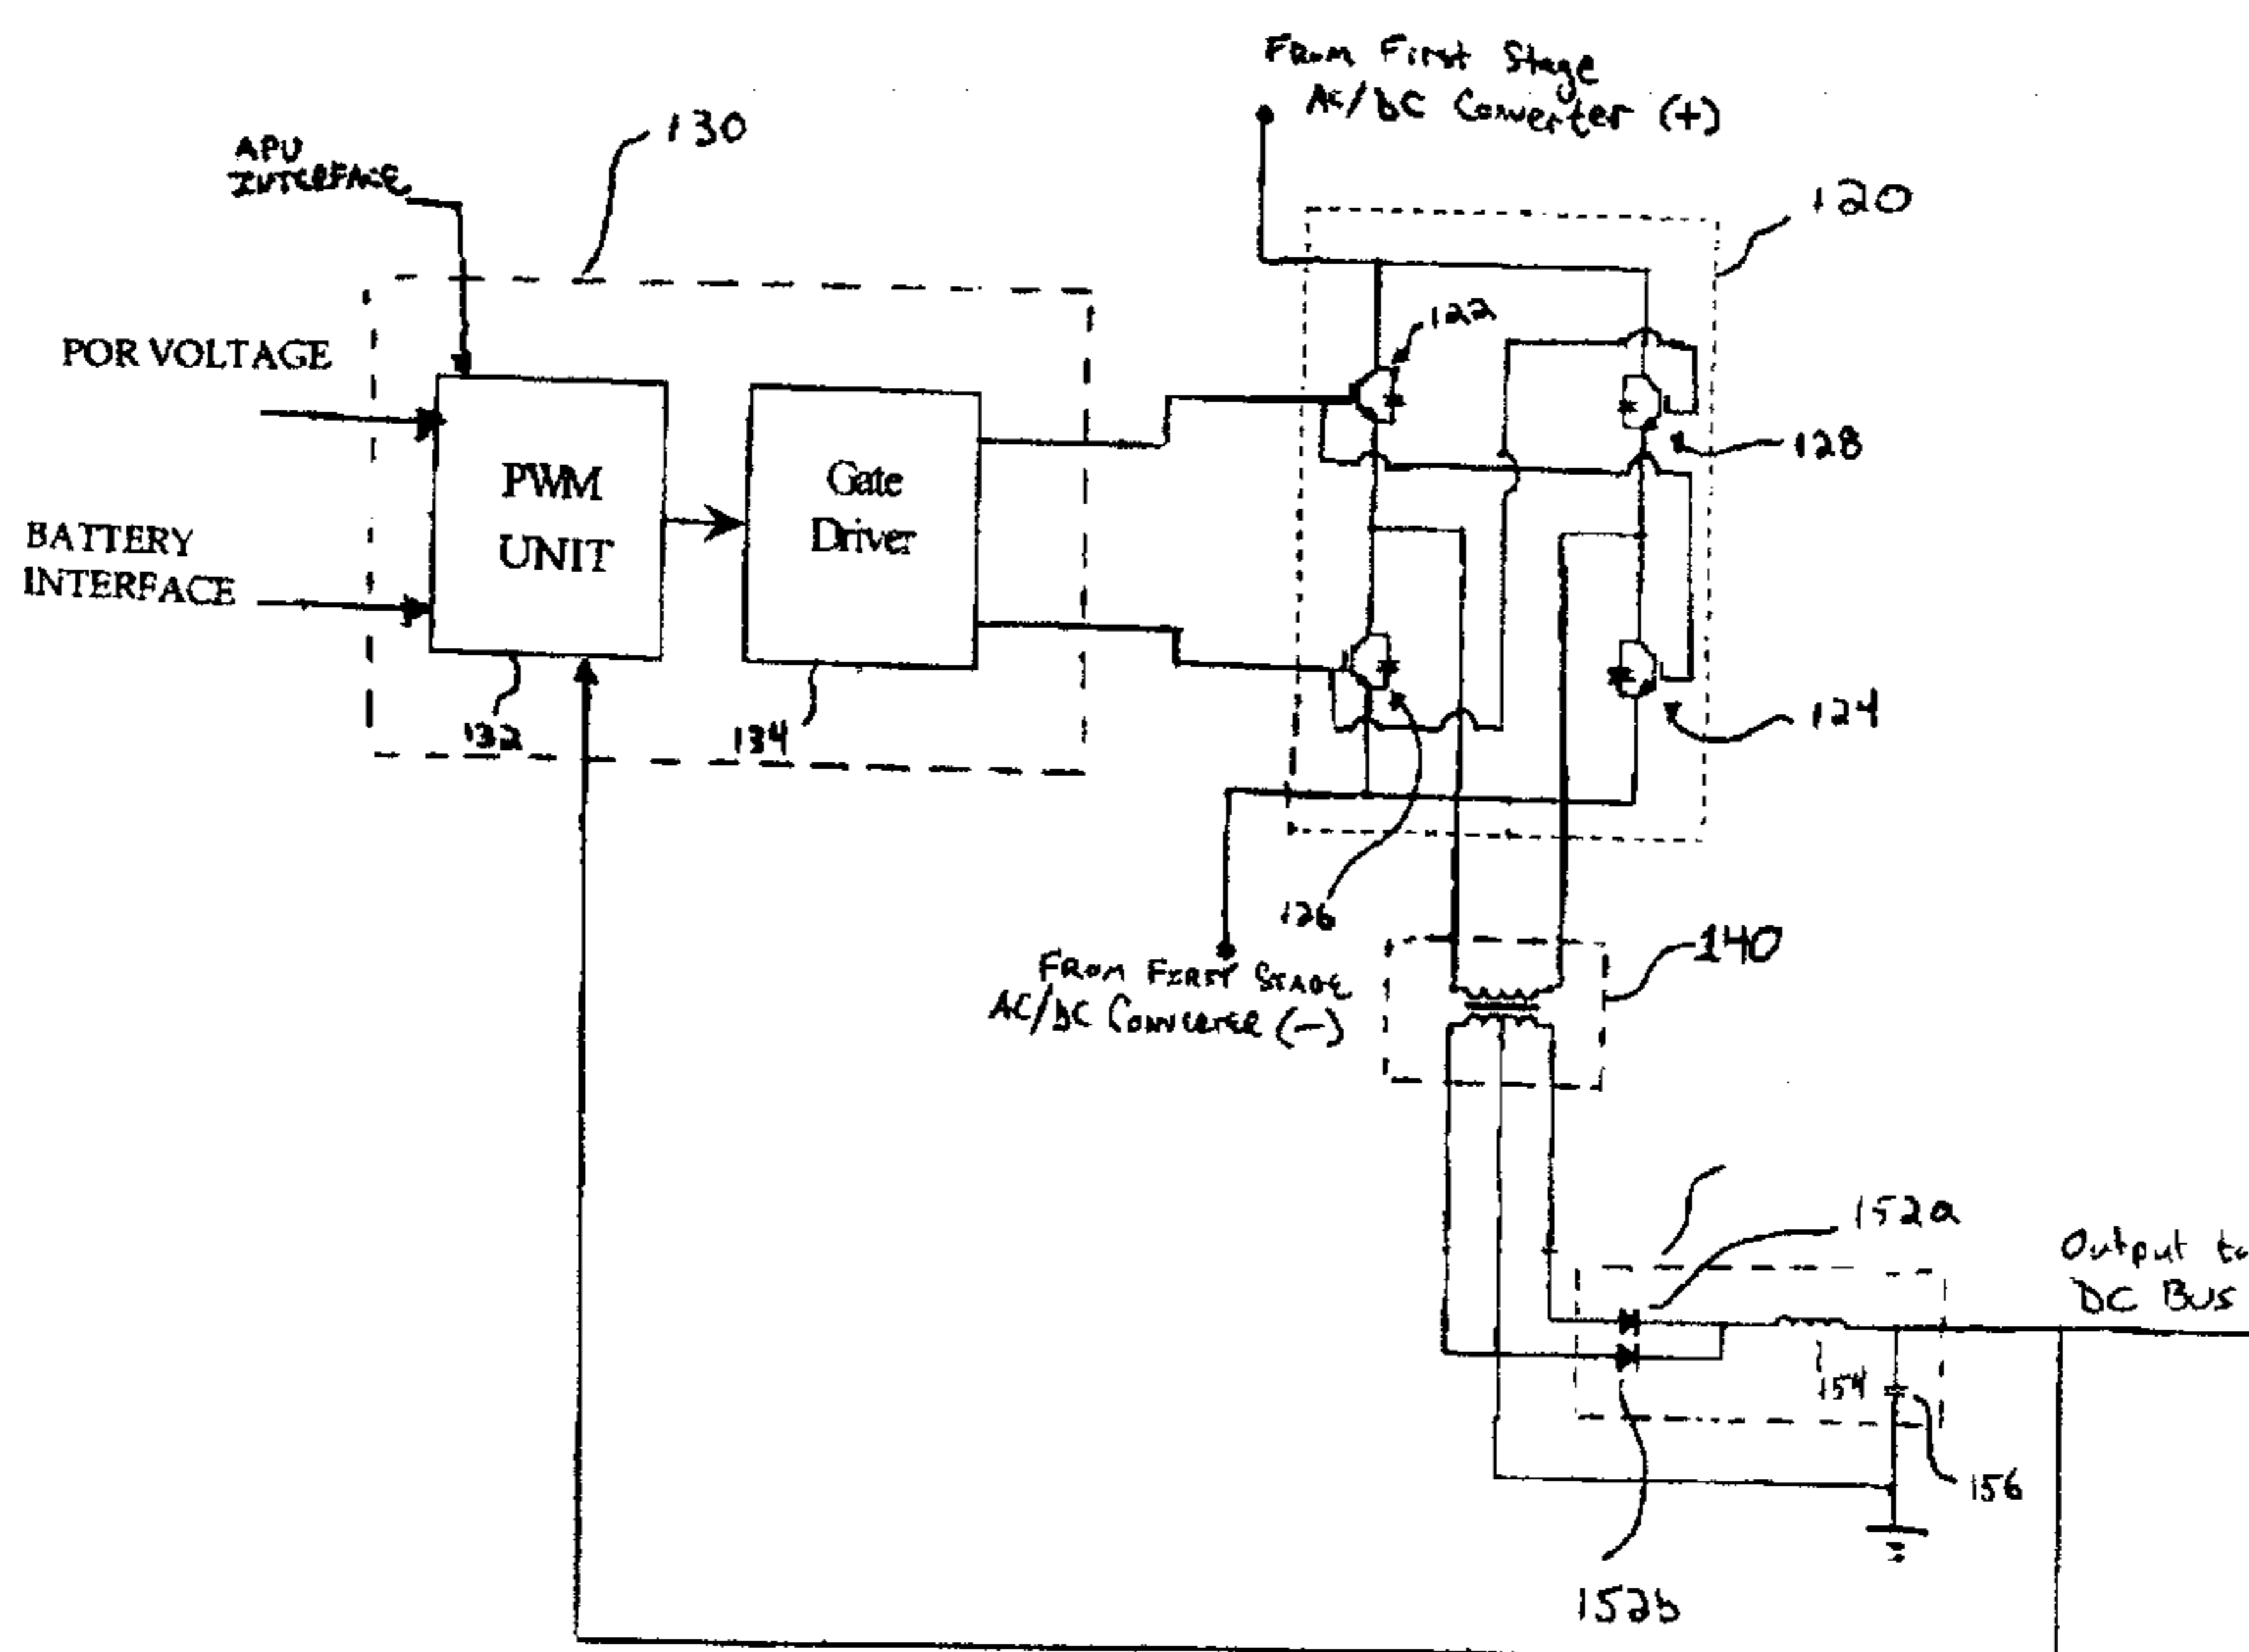 From First Stage
AC/DC Converter (+)
130
APU
INTERFACE
120
122
POR VOLTAGE
128
PWM
UNIT
Gate
Driver
BATTERY
INTERFACE
124
132
134
126
140
FROM FIRST STAGE
AC/DC Converter (-)
152a
Output to
DC BUS
154
156
152b